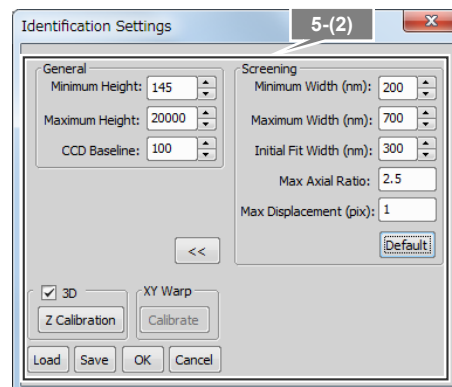 Identification Settings
5-(2)
General
Minimum Height: 145
Maximum Height: 20000
CCD Baseline: 100
<<
Screening
Minimum Width (nm): 200
Maximum Width (nm): 700
Initial Fit Width (nm): 300
Max Axial Ratio: 2.5
Max Displacement (pix): 1
Default
3D
Z Calibration
XY Warp
Calibrate
Load Save OK Cancel